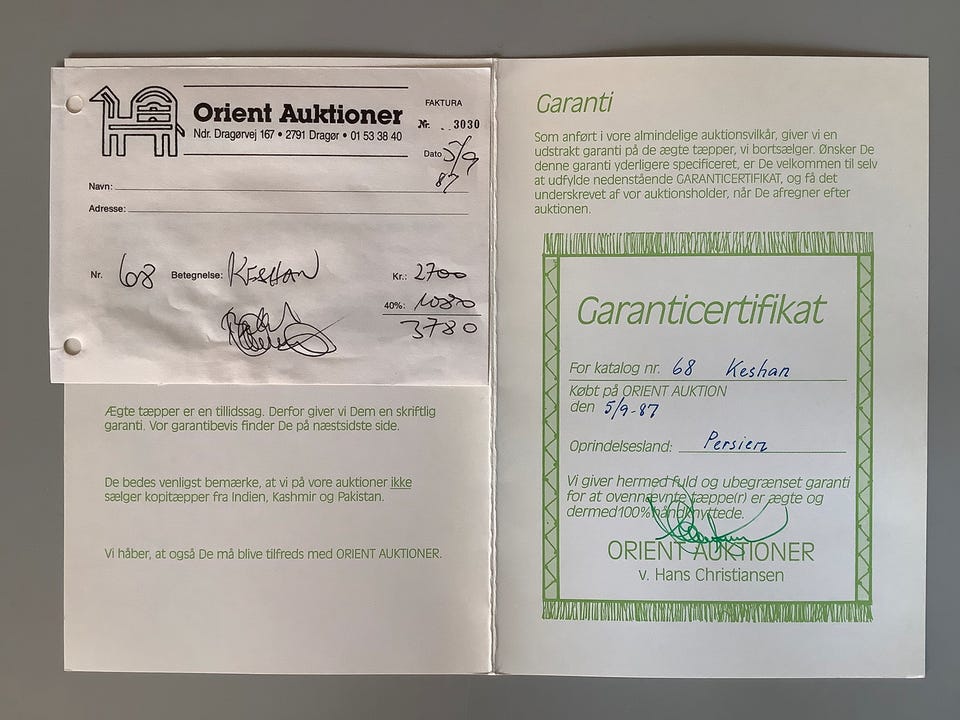 Orient Auktioner
Ndr. Dragørvej 167 • 2791 Dragør • 01 53 38 40
FAKTURA
Nr. ..3030
Dato 5/9
87
Navn:
Adresse:
Nr. 68 Betegnelse: KESHAN Kr.: 2700
40%: 1080
3780
Ægte tæpper er en tillidssag. Derfor giver vi Dem en skriftlig
garanti. Vor garantibevis finder De på næstsidste side.
De bedes venligst bemærke, at vi på vore auktioner ikke
sælger kopitæpper fra Indien, Kashmir og Pakistan.
Vi håber, at også De må blive tilfreds med ORIENT AUKTIONER.
Garanti
Som anført i vore almindelige auktionsvilkår, giver vi en
udstrakt garanti på de ægte tæpper, vi bortsælger. Ønsker De
denne garanti yderligere specificeret, er De velkommen til selv
at udfylde nedenstående GARANTICERTIFIKAT, og få det
underskrevet af vor auktionsholder, når De afregner efter
auktionen.
Garanticertifikat
For katalog nr. 68 Keshan
Købt på ORIENT AUKTION
den 5/9-87
Oprindelsesland: Persien
Vi giver hermed fuld og ubegrænset garanti
for at ovennævnte tæppe(r) er ægte og
dermed 100% håndknyttede.
ORIENT AUKTIONER
v. Hans Christiansen